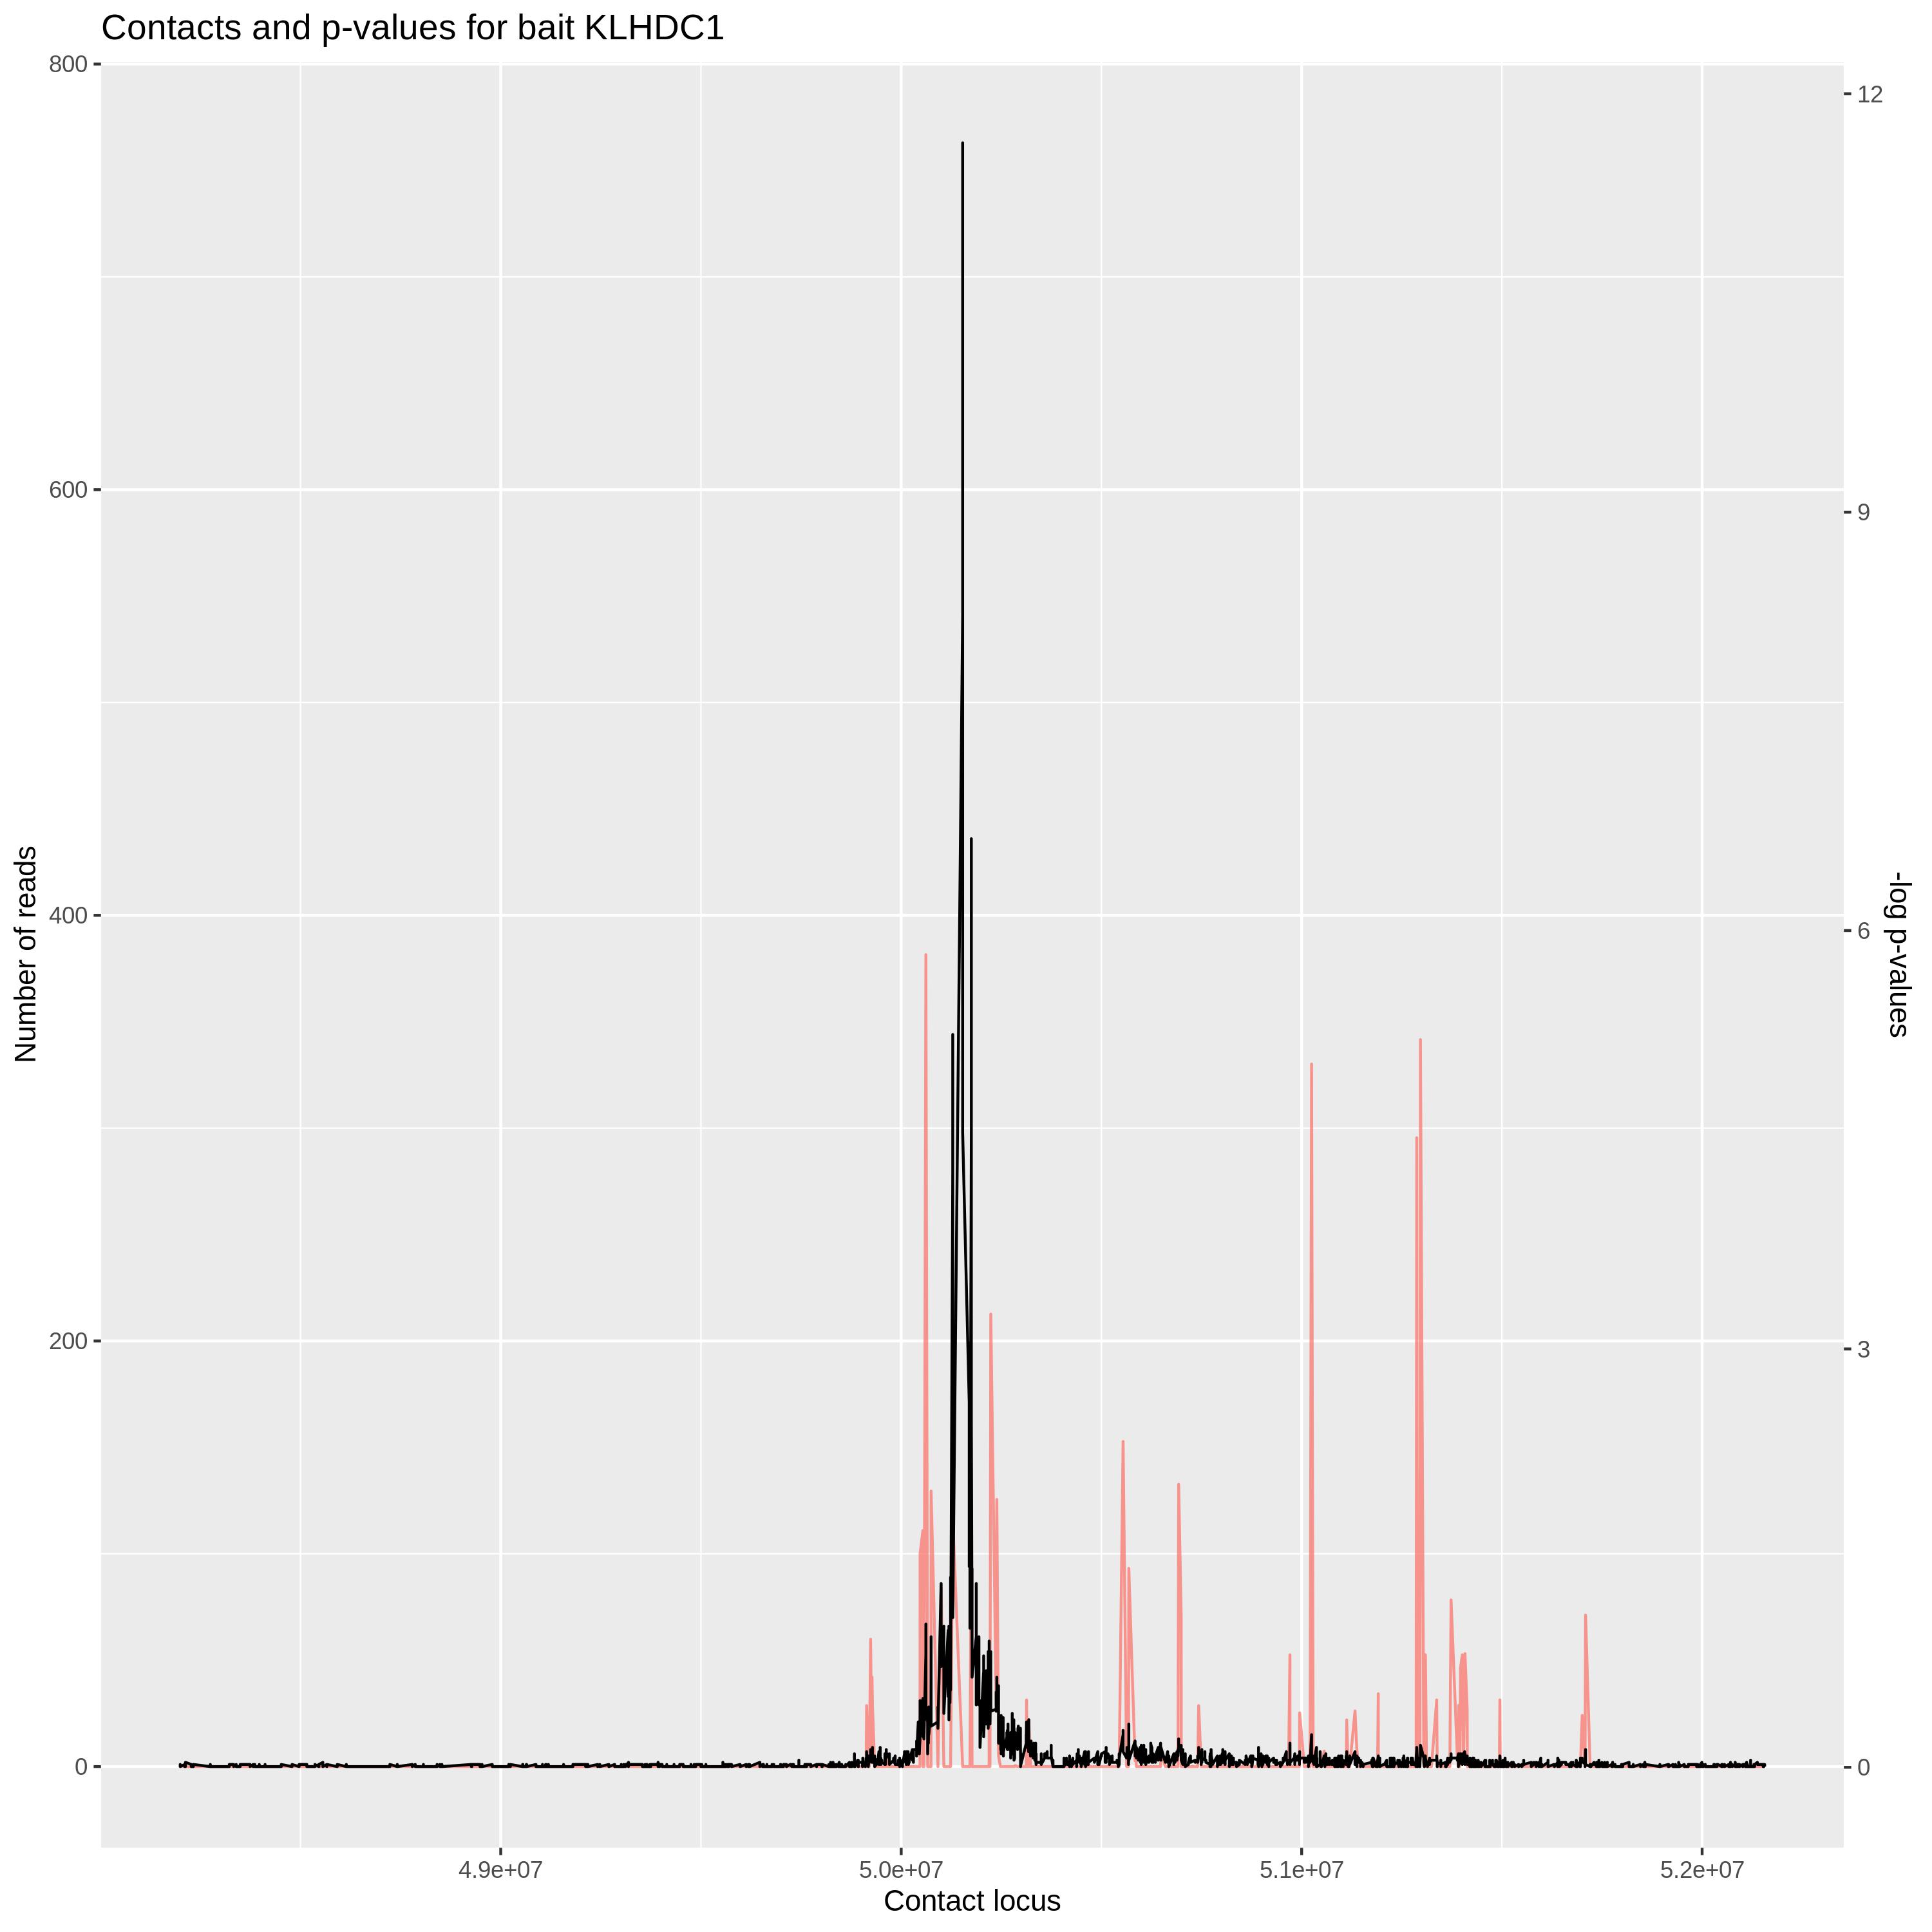 Contacts and p-values for bait KLHDC1
800
600
400
200
0
Number of reads
12
9
6
3
0
-log p-values
4.9e+07
5.0e+07
5.1e+07
5.2e+07
Contact locus